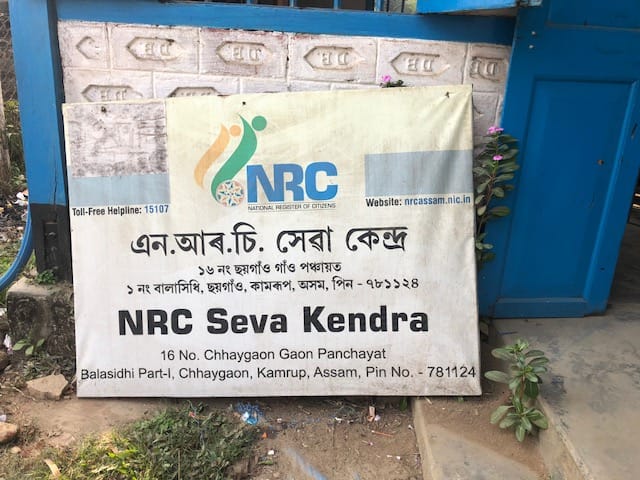 NRC
NATIONAL REGISTER OF CITIZENS
Toll-Free Helpline: 15107
Website: nrcassam.nic.in
এন.আৰ.চি. সেৱা কেন্দ্ৰ
১৬ নং ছয়গাঁও গাঁও পঞ্চায়ত
১ নং বালাসিধি, ছয়গাঁও, কামৰূপ, অসম, পিন - ৭৮১১২৪
NRC Seva Kendra
16 No. Chhaygaon Gaon Panchayat
Balasidhi Part-I, Chhaygaon, Kamrup, Assam, Pin No. - 781124